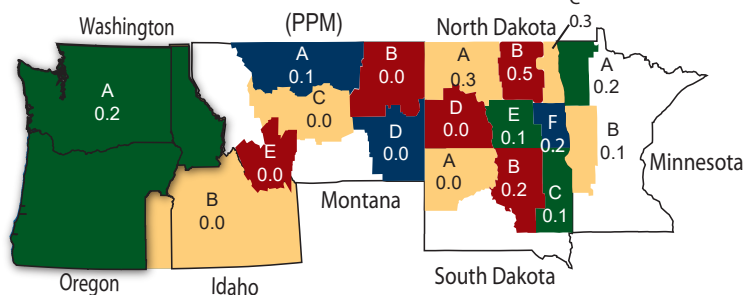 Washington
(PPM)
North Dakota
0.3
A
0.2
A
0.1
B
0.0
A
0.3
B
0.5
A
0.2
C
0.0
D
0.0
E
0.1
F
0.2
B
0.1
E
0.0
D
0.0
A
0.0
B
0.2
C
0.1
B
0.0
Minnesota
Montana
Oregon
Idaho
South Dakota